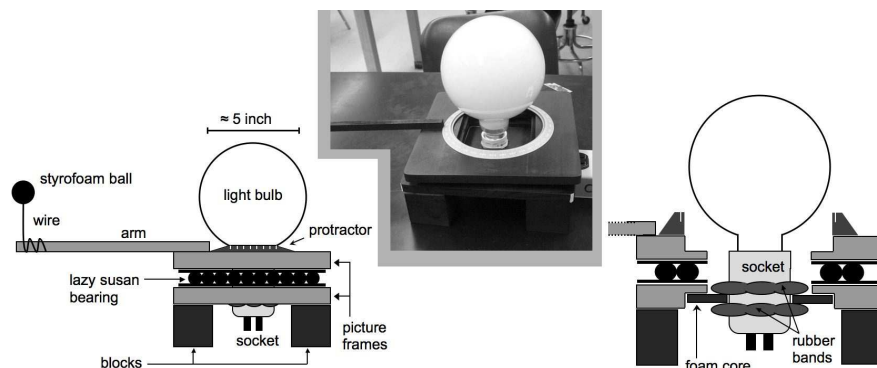 ≈ 5 inch
styrofoam ball
light bulb
wire
arm
protractor
lazy susan
bearing
socket
picture
frames
blocks
socket
rubber
bands
foam core